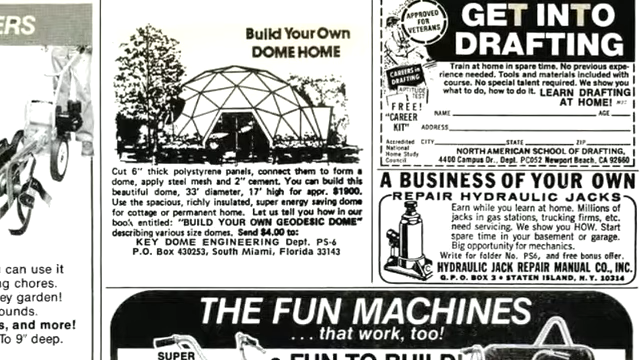 ERS
n can use it
ng chores.
ey garden!
ounds.
s, and more!
To 9" deep.
Build Your Own
DOME HOME
Cut 6" thick polystyrene panels, connect them to form a
dome, apply steel mesh and 2" cement. You can build this
beautiful dome, 33' diameter, 17' high for appr. $1900.
Use the spacious, richly insulated, super energy saving dome
for cottage or permanent home. Let us tell you how in our
book entitled: "BUILD YOUR OWN GEODESIC DOME"
describing various size domes. Send $4.00 to:
KEY DOME ENGINEERING Dept. PS-6
P.O. Box 430253, South Miami, Florida 33143
APPROVED
FOR
VETERANS
GET INTO
DRAFTING
Train at home in spare time. No previous expe-
rience needed. Tools and materials included with
course. No special talent required. We show you
what to do, how to do it. LEARN DRAFTING
AT HOME!
CAREERS IN
DRAFTING
APTITUDE
TEST
FREE!
"CAREER
KIT"
NAME AGE
ADDRESS
CITY STATE ZIP
Accredited
National
Home Study
Council
NORTH AMERICAN SCHOOL OF DRAFTING,
4400 Campus Dr., Dept. PC052 Newport Beach, CA 92660
A BUSINESS OF YOUR OWN
REPAIR HYDRAULIC JACKS
Earn while you learn at home. Millions of
jacks in gas stations, trucking firms, etc.
need servicing. We show you HOW. Start
spare time in your basement or garage.
Big opportunity for mechanics.
Write for folder No. PS6, and free bonus offer.
HYDRAULIC JACK REPAIR MANUAL CO., INC.
G.P.O. BOX 3 • STATEN ISLAND, N.Y. 10314
THE FUN MACHINES
...that work, too!
SUPER
FUN TO BUILD